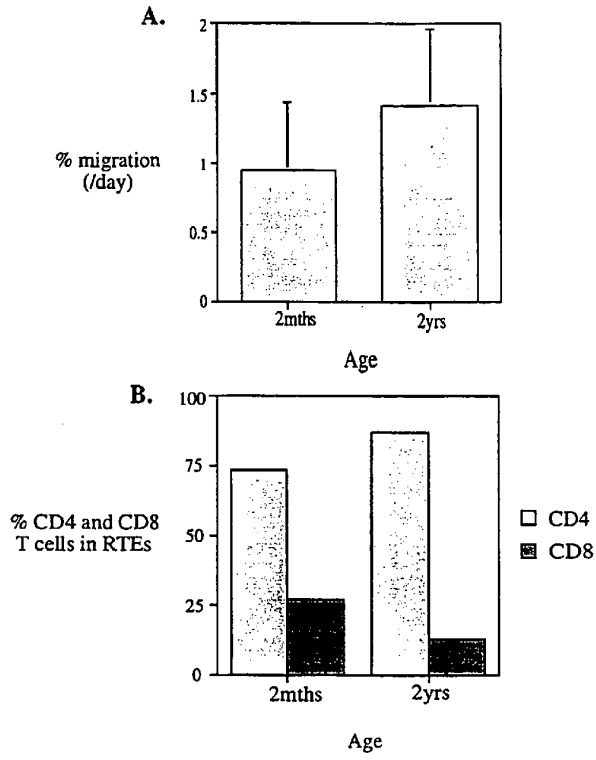 A.
2
1.5
1
0.5
0
% migration
(/day)
2mths
2yrs
Age
B.
100
75
50
25
0
% CD4 and CD8
T cells in RTEs
CD4
CD8
2mths
2yrs
Age